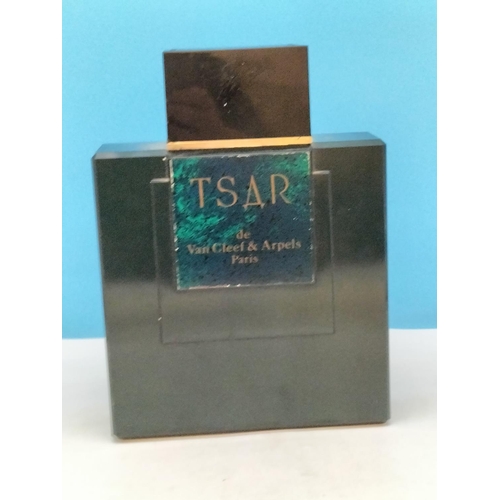 TSAR
de
Van Cleef & Arpels
Paris